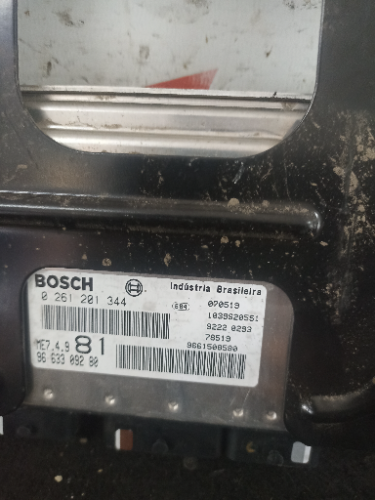 BOSCH
Indústria Brasileira
0 261 201 344
070519
1039S20551
9222 0293
78519
9661500590
ME7.4.9 81
96 633 092 80